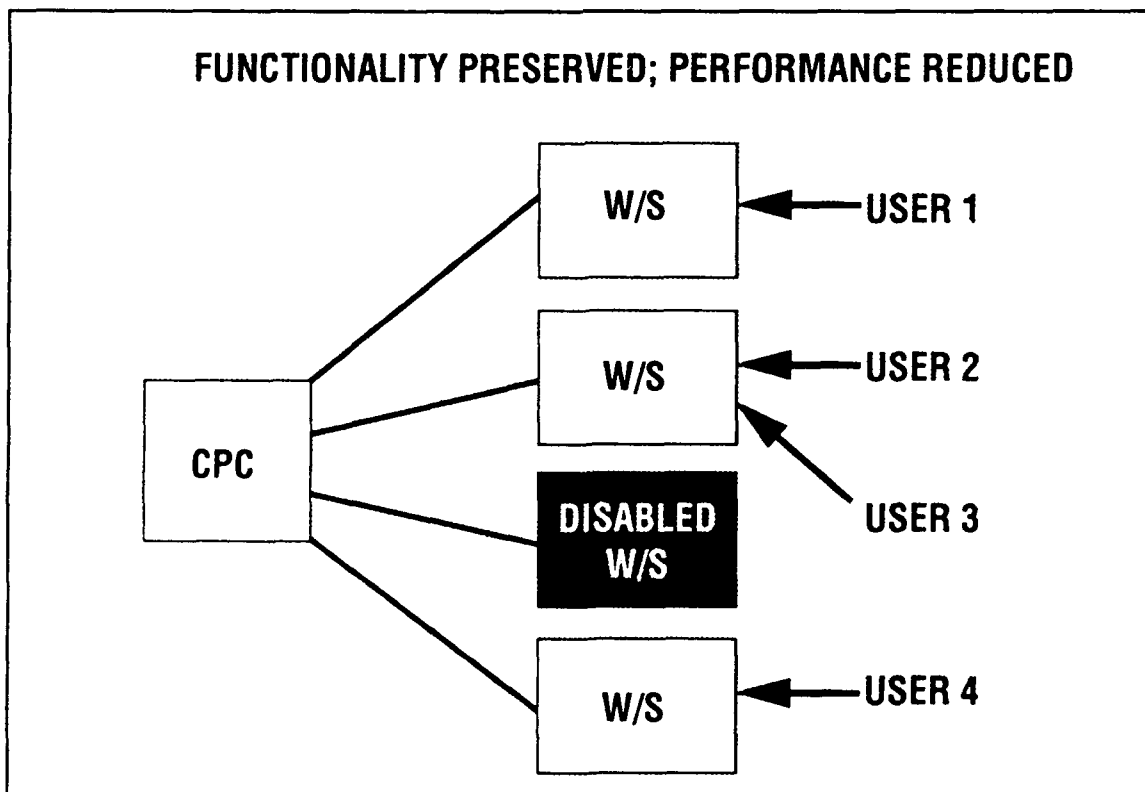 FUNCTIONALITY PRESERVED; PERFORMANCE REDUCED
W/S
USER 1
W/S
USER 2
CPC
USER 3
DISABLED
W/S
W/S
USER 4